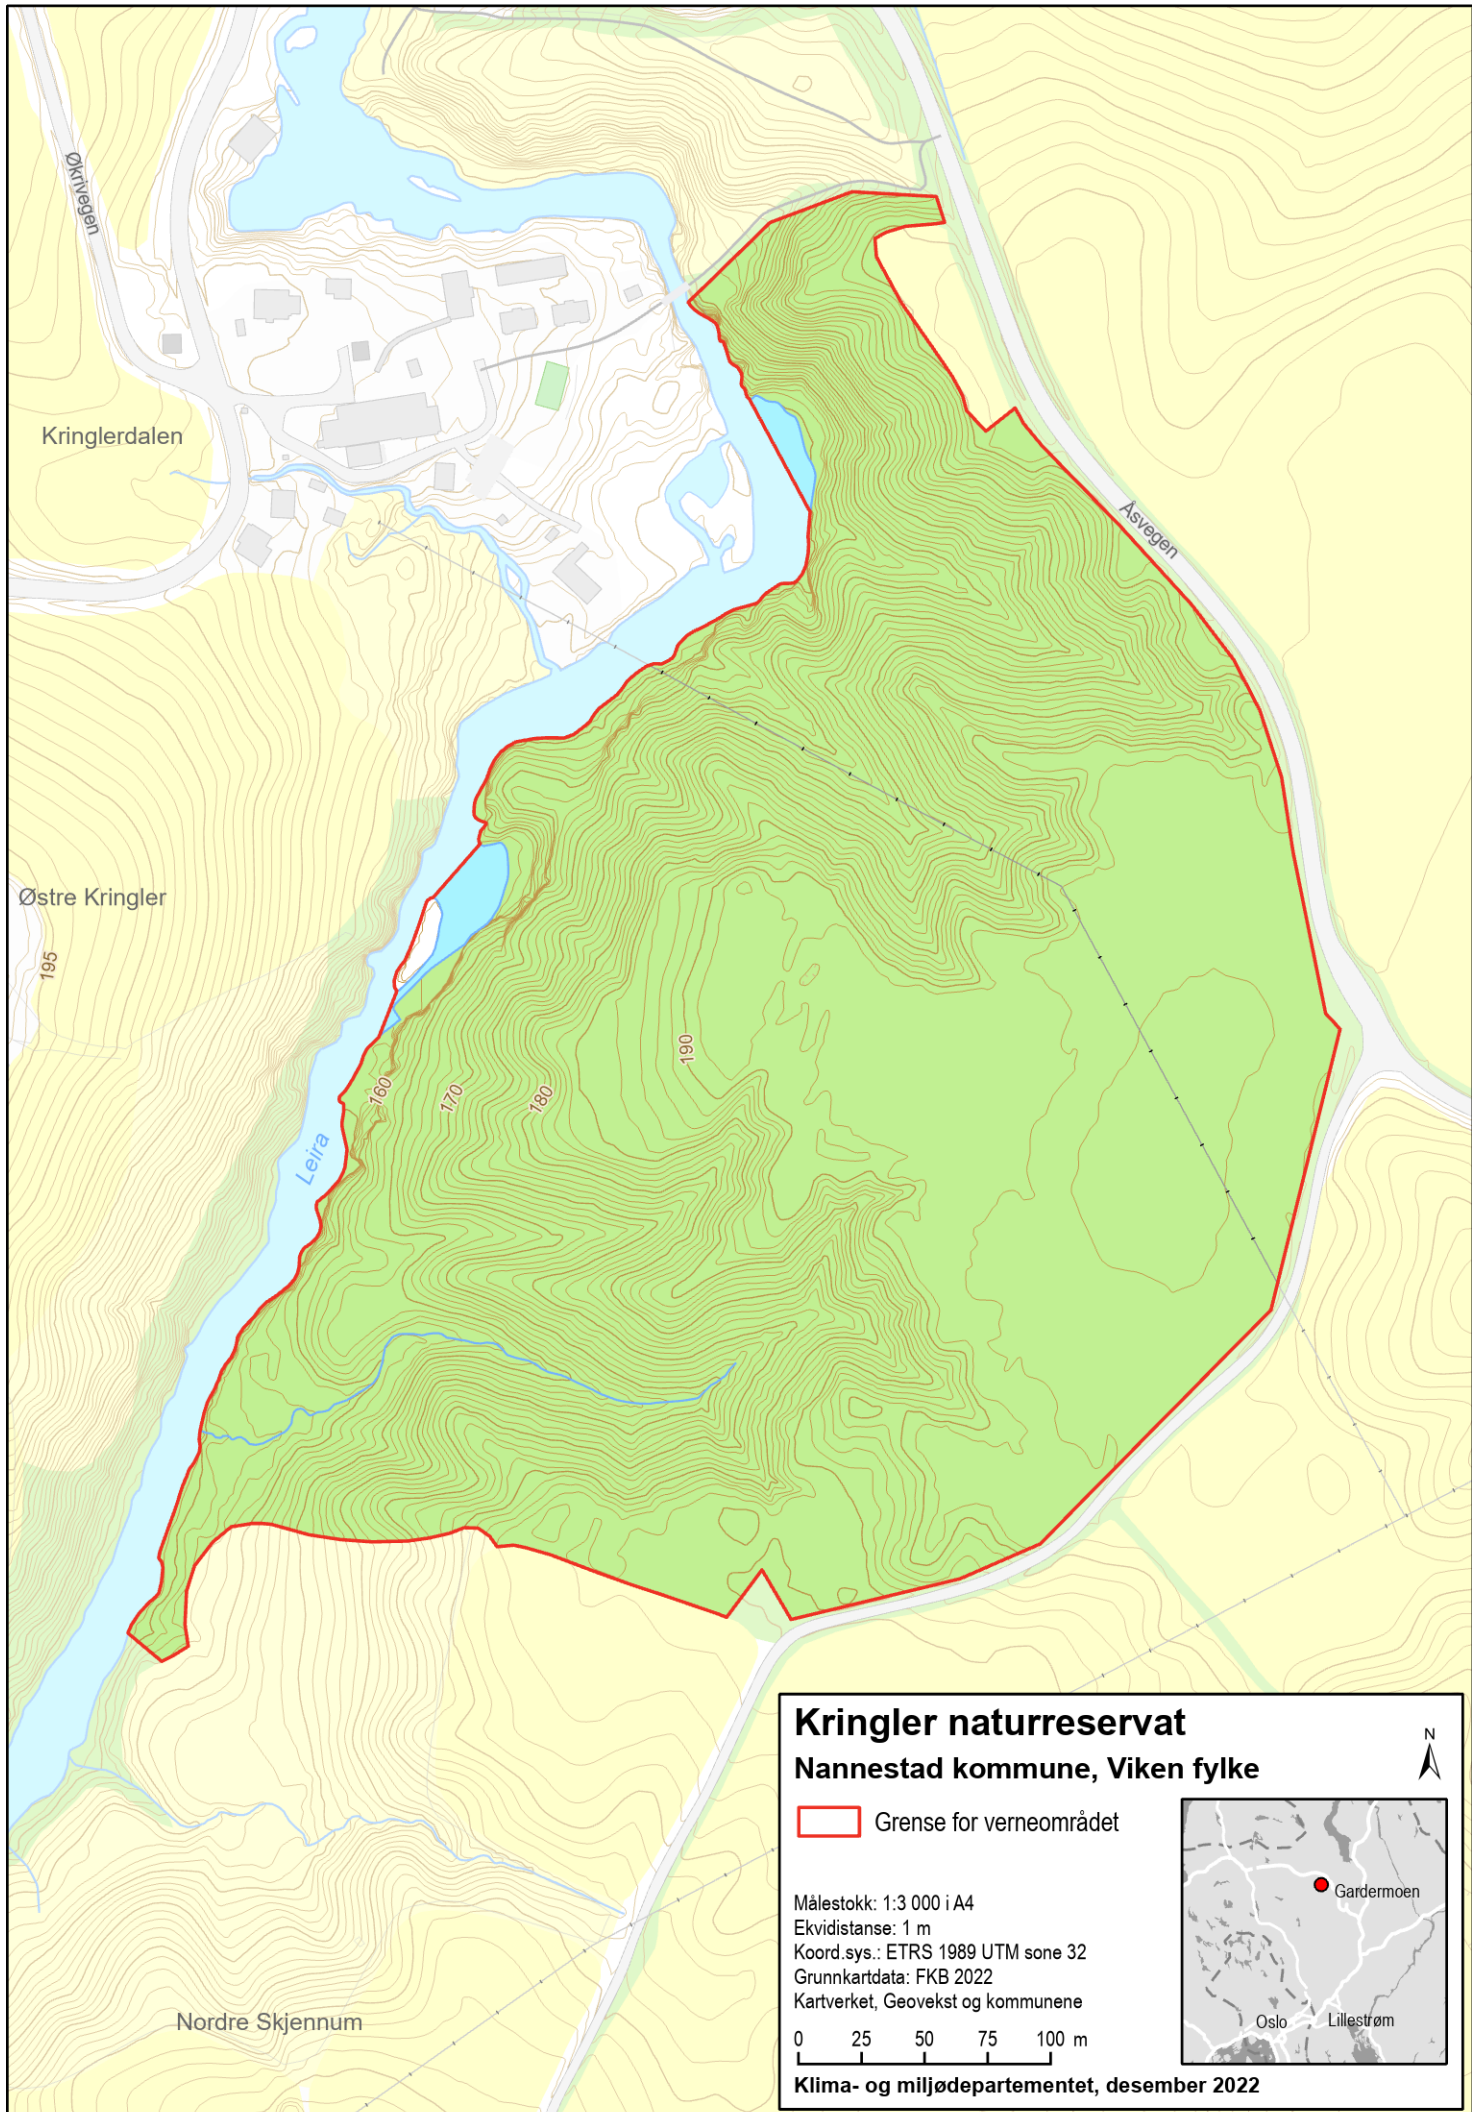 Økrivegen
Kringlerdalen
Åsvegen
Østre Kringler
195
190
160
170
180
Leira
Nordre Skjennum
Kringler naturreservat
Nannestad kommune, Viken fylke
N
Grense for verneområdet
Målestokk: 1:3 000 i A4
Ekvidistanse: 1 m
Koord.sys.: ETRS 1989 UTM sone 32
Grunnkartdata: FKB 2022
Kartverket, Geovekst og kommunene
0 25 50 75 100 m
Klima- og miljødepartementet, desember 2022
Gardermoen
Oslo
Lillestrøm